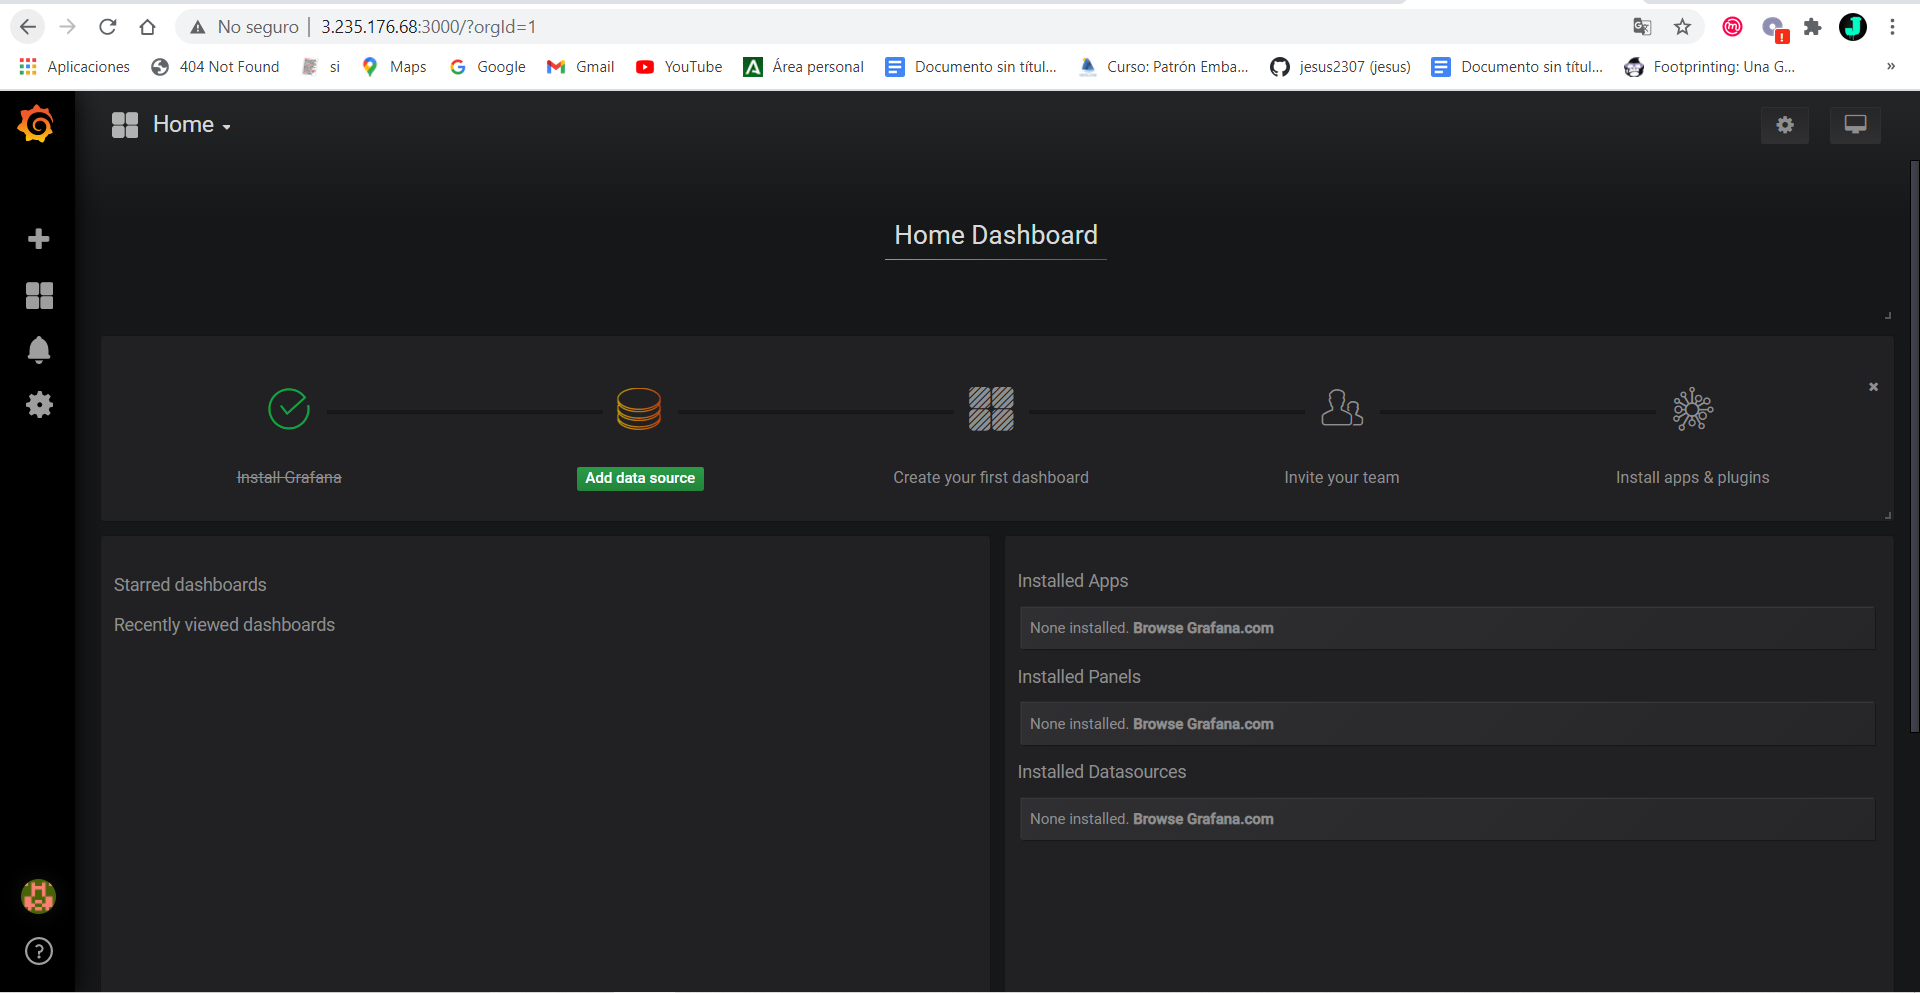 No seguro | 3.235.176.68:3000/?orgId=1
Aplicaciones 404 Not Found si Maps Google Gmail YouTube Área personal Documento sin títul... Curso: Patrón Emba... jesus2307 (jesus) Documento sin títul... Footprinting: Una G... »
Home
Home Dashboard
Install Grafana
Add data source
Create your first dashboard
Invite your team
Install apps & plugins
Starred dashboards
Recently viewed dashboards
Installed Apps
None installed. Browse Grafana.com
Installed Panels
None installed. Browse Grafana.com
Installed Datasources
None installed. Browse Grafana.com